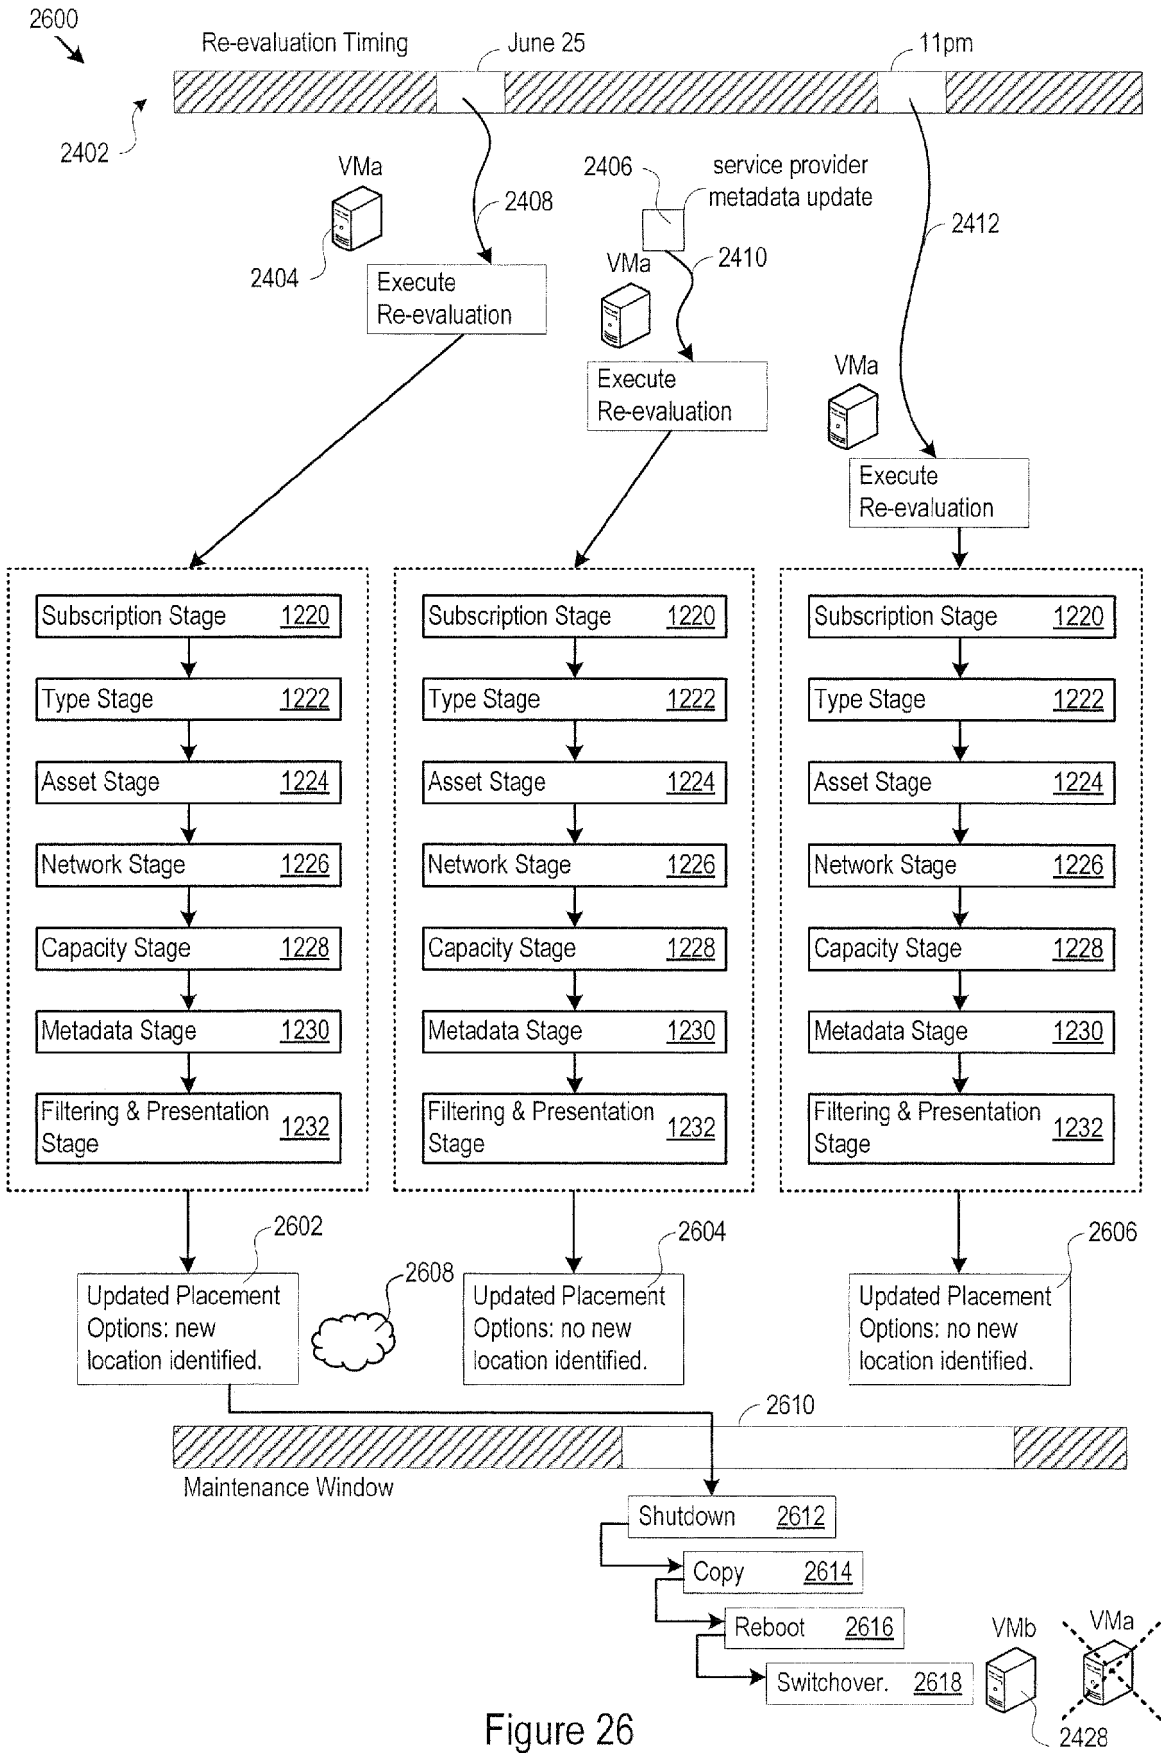 2600
Re-evaluation Timing
June 25
11pm
2402
VMa
2404
2408
2406
service provider
metadata update
2410
2412
Execute
Re-evaluation
VMa
Execute
Re-evaluation
VMa
Execute
Re-evaluation
Subscription Stage 1220
Type Stage 1222
Asset Stage 1224
Network Stage 1226
Capacity Stage 1228
Metadata Stage 1230
Filtering & Presentation
Stage 1232
Subscription Stage 1220
Type Stage 1222
Asset Stage 1224
Network Stage 1226
Capacity Stage 1228
Metadata Stage 1230
Filtering & Presentation
Stage 1232
Subscription Stage 1220
Type Stage 1222
Asset Stage 1224
Network Stage 1226
Capacity Stage 1228
Metadata Stage 1230
Filtering & Presentation
Stage 1232
2602
Updated Placement
Options: new
location identified.
2608
2604
Updated Placement
Options: no new
location identified.
2606
Updated Placement
Options: no new
location identified.
2610
Maintenance Window
Shutdown 2612
Copy 2614
Reboot 2616
Switchover. 2618
VMb
VMa
2428
Figure 26